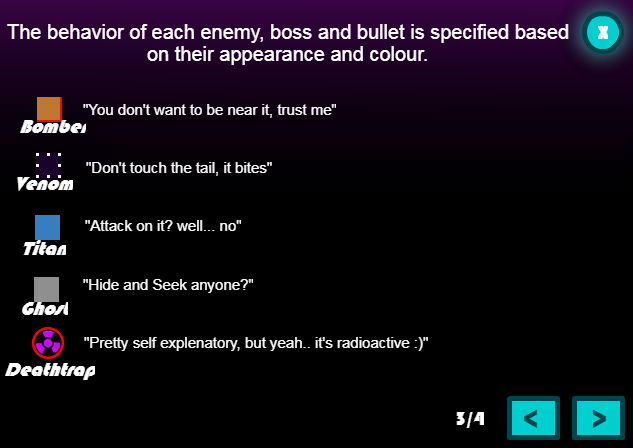 The behavior of each enemy, boss and bullet is specified based
on their appearance and colour.
X
"You don't want to be near it, trust me"
Bomber
"Don't touch the tail, it bites"
Venom
"Attack on it? well... no"
Titan
"Hide and Seek anyone?"
Ghost
"Pretty self explenatory, but yeah.. it's radioactive :)"
Deathtrap
3/4
< >